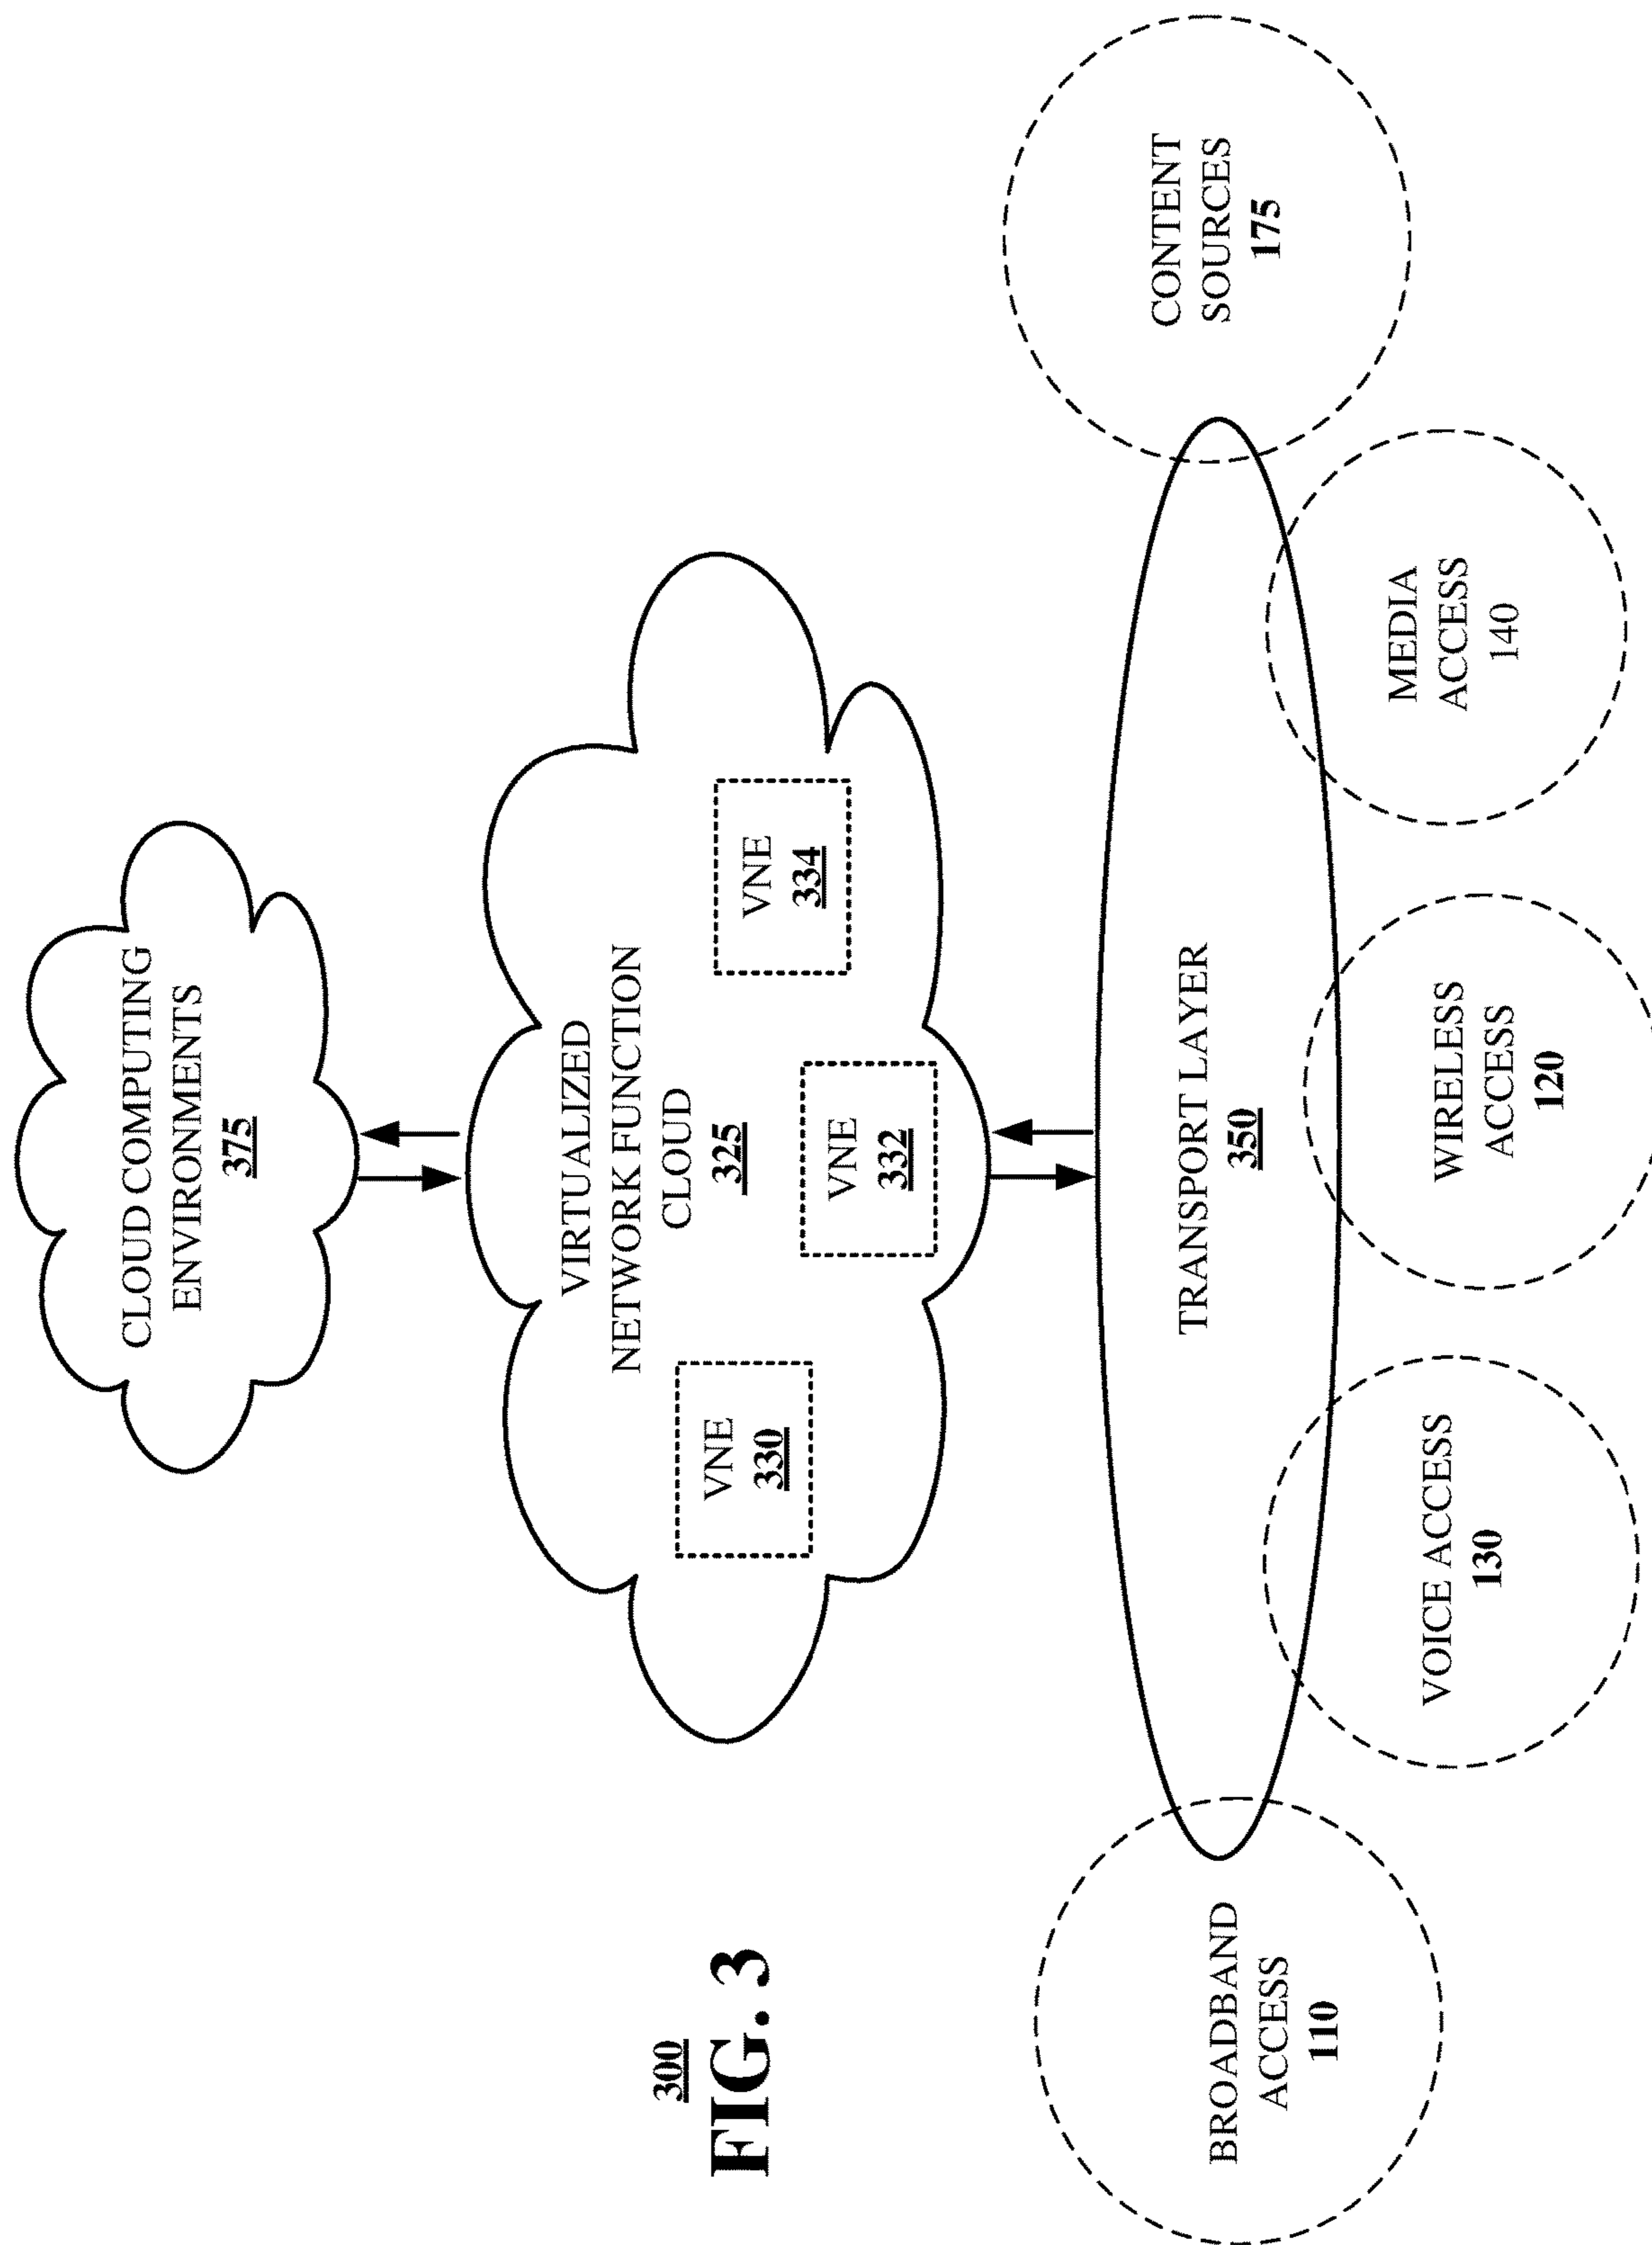 CLOUD COMPUTING
ENVIRONMENTS
375
VIRTUALIZED
NETWORK FUNCTION
CLOUD
325
VNE
330
VNE
332
VNE
334
TRANSPORT LAYER
350
BROADBAND
ACCESS
110
VOICE ACCESS
130
WIRELESS
ACCESS
120
MEDIA
ACCESS
140
CONTENT
SOURCES
175
300
FIG. 3